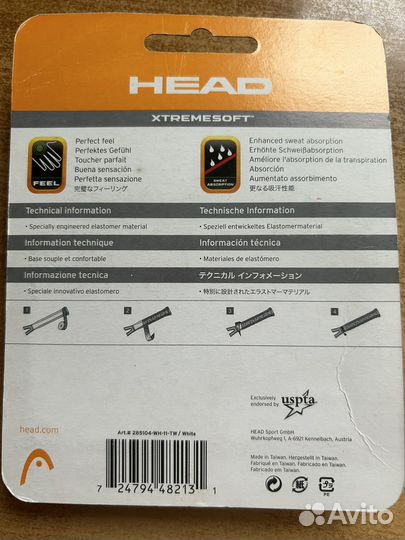 HEAD
XTREMESOFT™
FEEL
Perfect feel
Perfektes Gefühl
Toucher parfait
Buena sensación
Perfetta sensazione
完璧なフィーリング
SWEAT
ABSORPTION
Enhanced sweat absorption
Erhöhte Schweißabsorption
Améliore l'absorption de la transpiration
Absorción
Aumentato assorbimento
更なる吸汗性能
Technical information
• Specially engineered elastomer material
Technische Information
• Speziell entwickeltes Elastomermaterial
Information technique
• Base souple et confortable
Información técnica
• Materiales de elastómero
Informazione tecnica
• Speciale innovativo elastomero
テクニカル インフォメーション
• 特別に設計されたエラストマーマテリアル
1
2
3
4
head.com
Art.# 285104-WH-11-TW / White
7 24794 48213 1
Exclusively
endorsed by
uspta
HEAD Sport GmbH
Wuhrkopfweg 1, A-6921 Kennelbach, Austria
Made in Taiwan. Hergestellt in Taiwan.
Fabriqué en Taiwan. Fabricado en Taiwan.
Fabbricato in Taiwan.
紙
PE
Avito